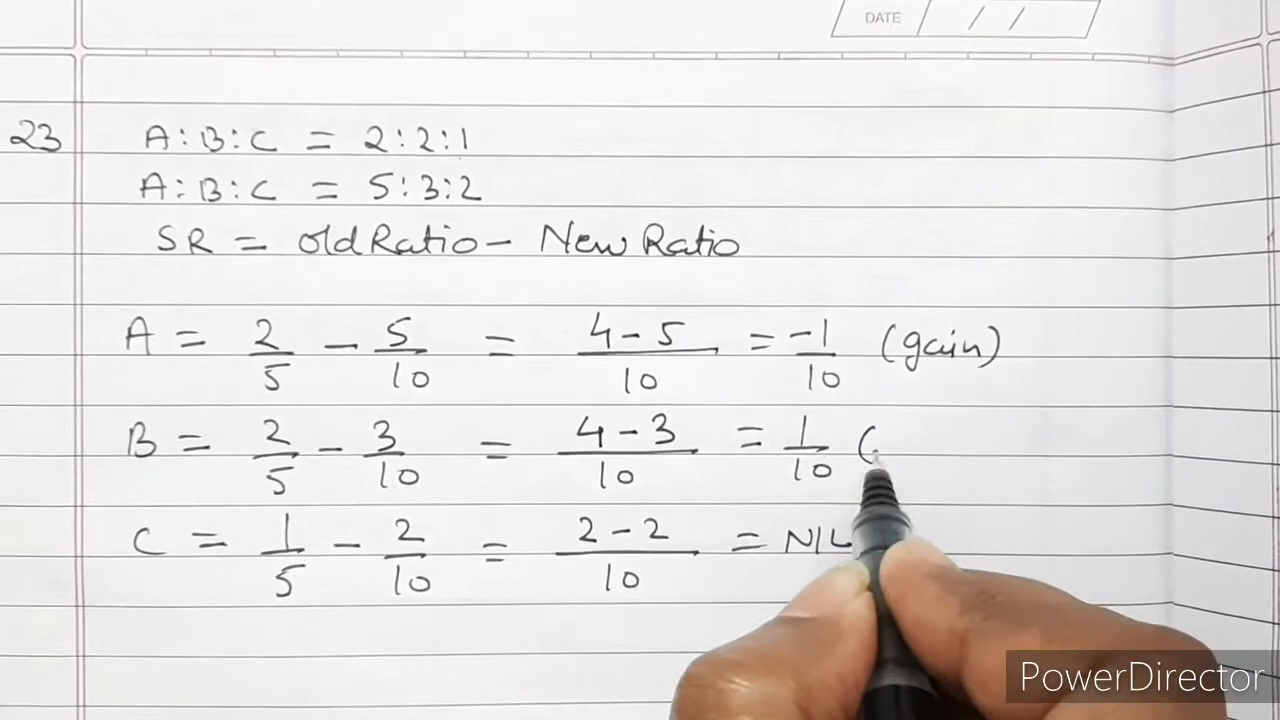 DATE / /
23 A:B:C = 2:2:1
A:B:C = 5:3:2
SR = old Ratio - New Ratio
A = 2/5 - 5/10 = 4-5/10 = -1/10 (gain)
B = 2/5 - 3/10 = 4-3/10 = 1/10 (
C = 1/5 - 2/10 = 2-2/10 = NIL
PowerDirector